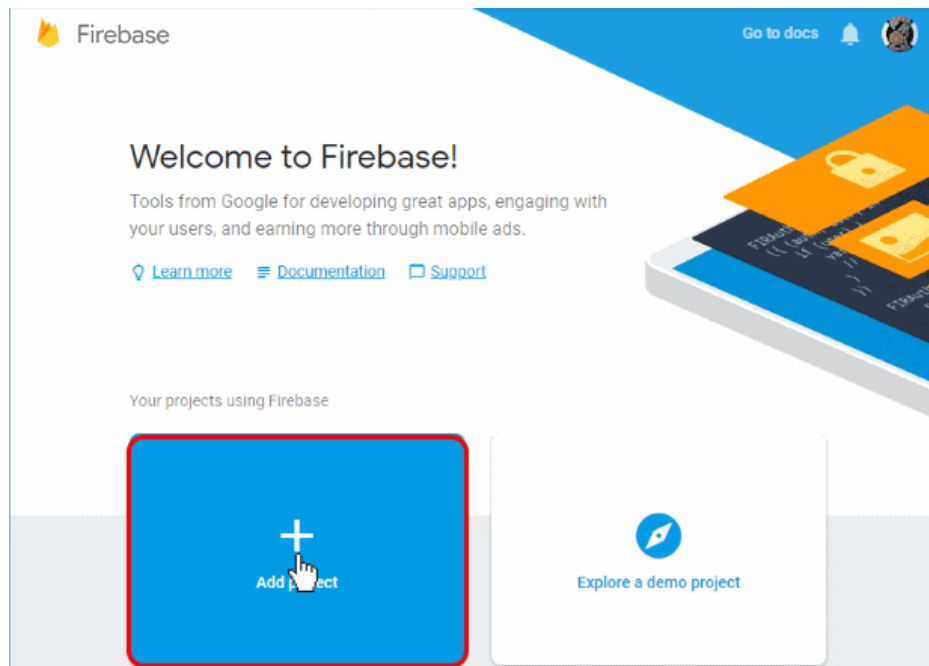 Firebase
Go to docs
Welcome to Firebase!
Tools from Google for developing great apps, engaging with
your users, and earning more through mobile ads.
Learn more
Documentation
Support
Your projects using Firebase
Add project
Explore a demo project